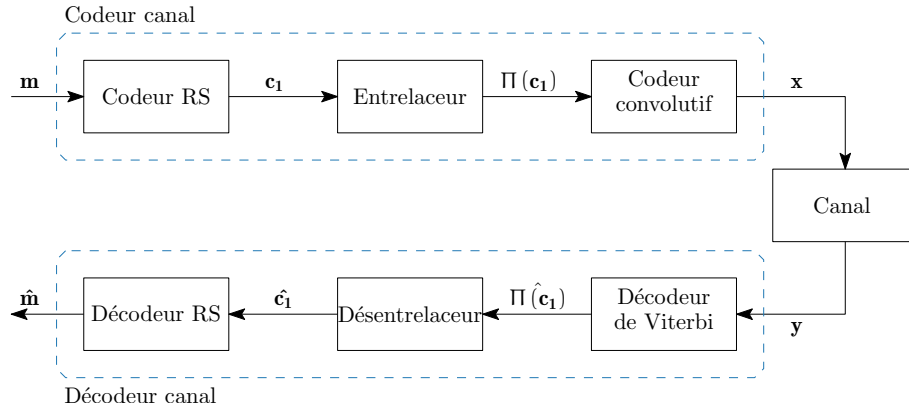 Codeur canal
m
Codeur RS
c₁
Entrelaceur
Π(c₁)
Codeur
convolutif
x
Canal
m̂
Décodeur RS
ĉ₁
Désentrelaceur
Π(ĉ₁)
Décodeur
de Viterbi
y
Décodeur canal